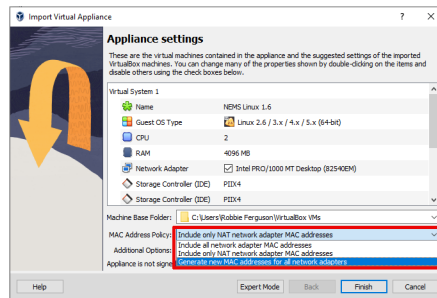 Import Virtual Appliance
Appliance settings
These are the virtual machines contained in the appliance and the suggested settings of the imported
VirtualBox machines. You can change many of the properties shown by double-clicking on the items and
disable others using the check boxes below.
Virtual System 1
Name NEMS Linux 1.6
Guest OS Type Linux 2.6 / 3.x / 4.x / 5.x (64-bit)
CPU 2
RAM 4096 MB
Network Adapter Intel PRO/1000 MT Desktop (82540EM)
Storage Controller (IDE) PIIX4
Storage Controller (IDE) PIIX4
Machine Base Folder: C:\Users\Robbie Ferguson\VirtualBox VMs
MAC Address Policy: Include only NAT network adapter MAC addresses
Include all network adapter MAC addresses
Additional Options: Include only NAT network adapter MAC addresses
Appliance is not signed Generate new MAC addresses for all network adapters
Help Expert Mode Back Finish Cancel